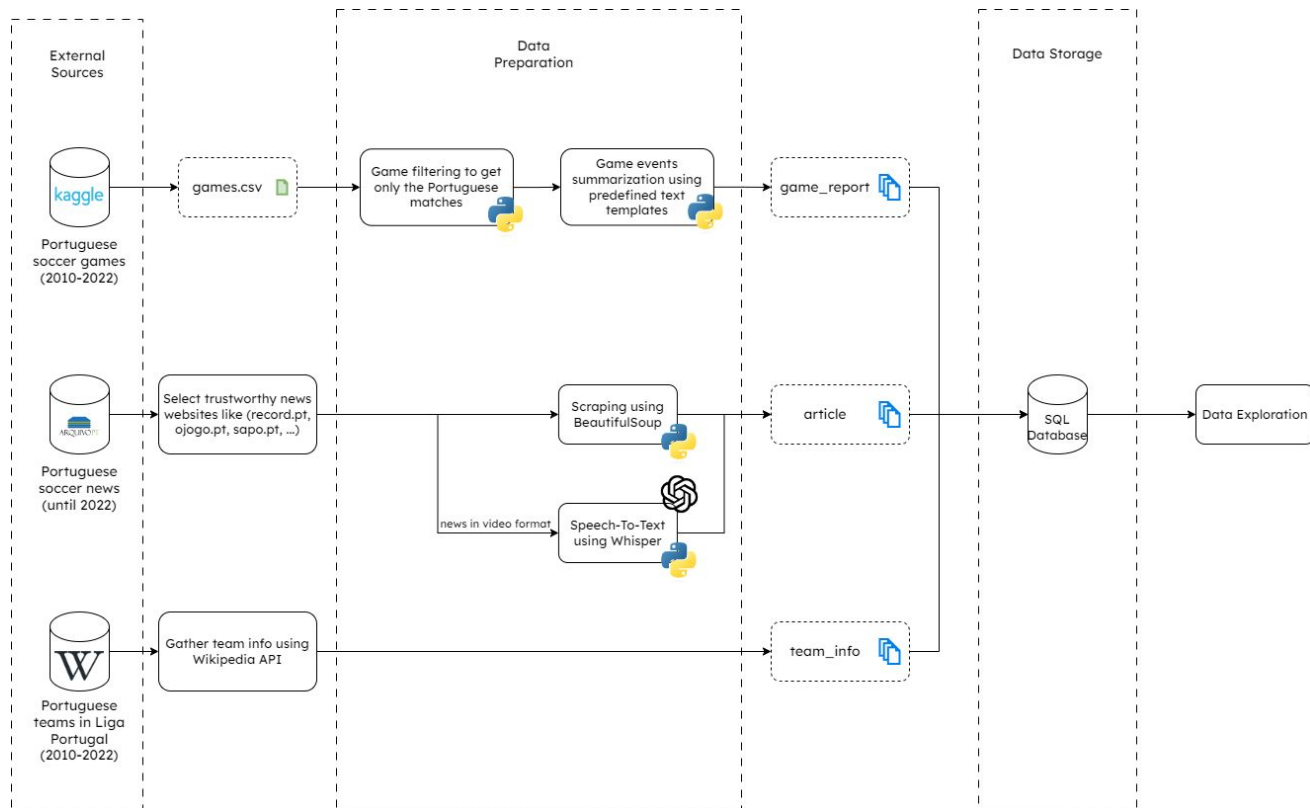 External
Sources
Data
Preparation
Data Storage
kaggle
Portuguese
soccer games
(2010-2022)
games.csv
Game filtering to get
only the Portuguese
matches
Game events
summarization using
predefined text
templates
game_report
ARQUIVO.PT
Portuguese
soccer news
(until 2022)
Select trustworthy news
websites like (record.pt,
ojogo.pt, sapo.pt, ...)
Scraping using
BeautifulSoup
news in video format
Speech-To-Text
using Whisper
article
SQL
Database
Data Exploration
W
Portuguese
teams in Liga
Portugal
(2010-2022)
Gather team info using
Wikipedia API
team_info